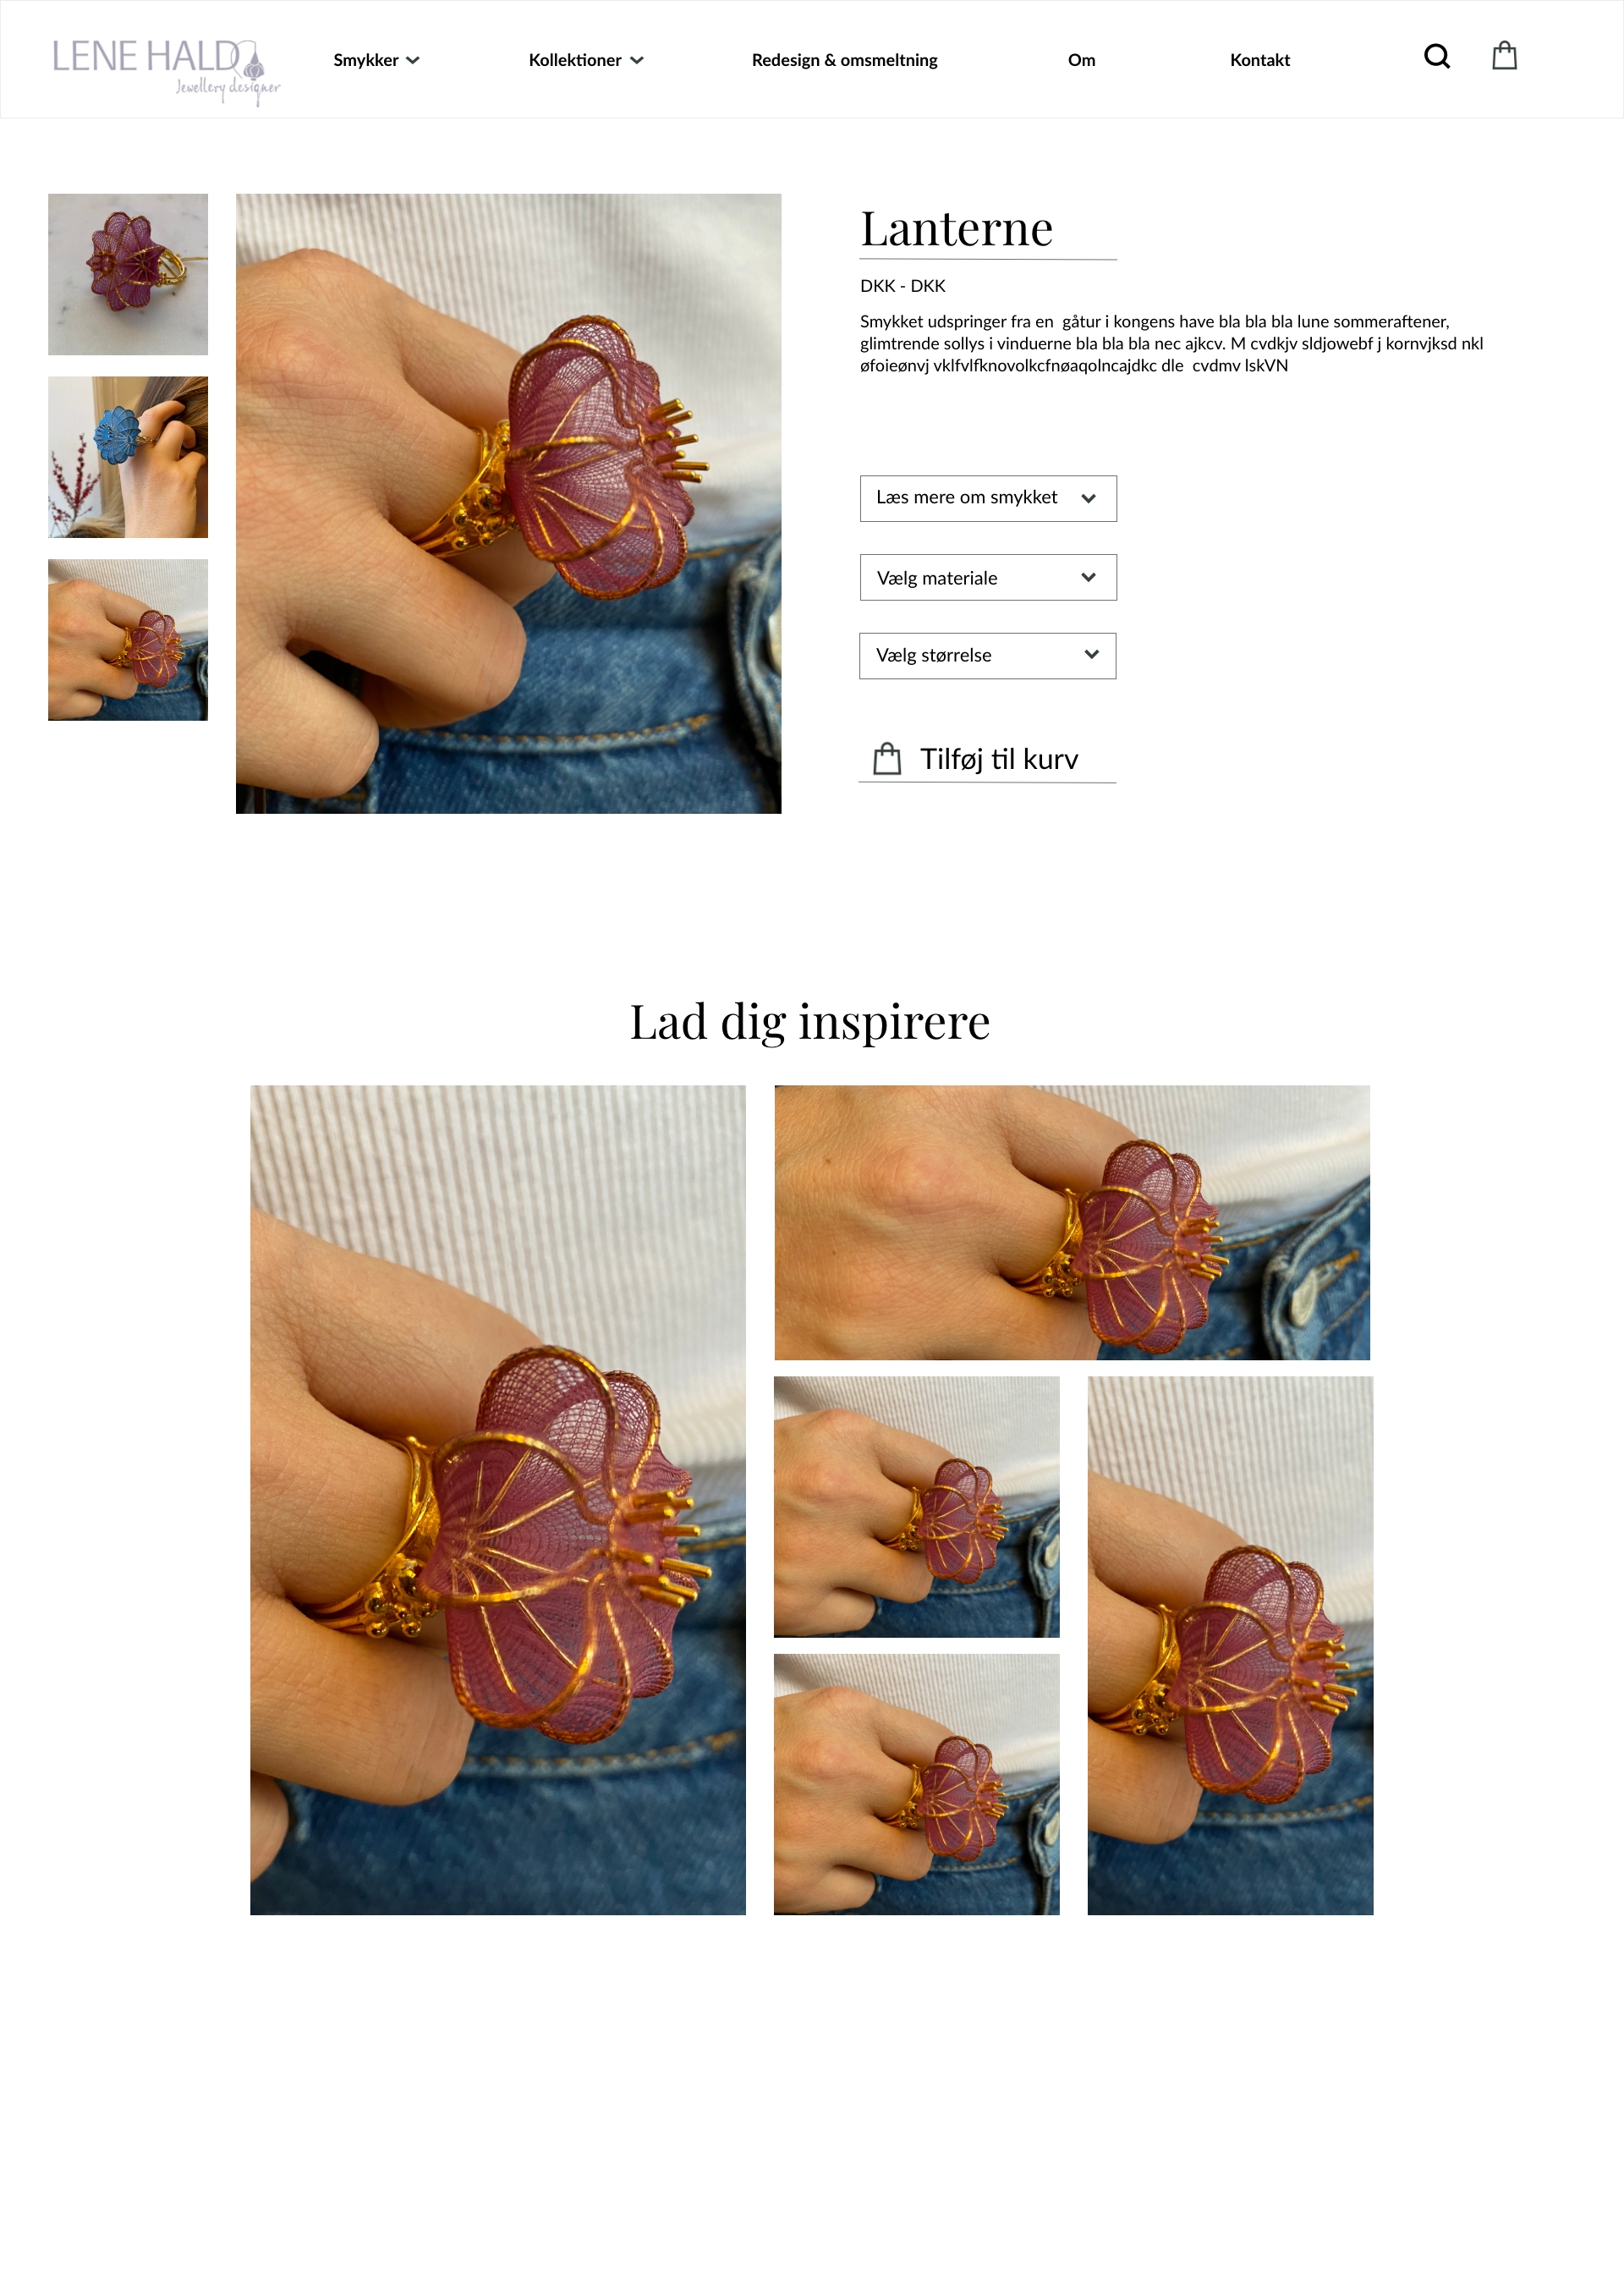 LENE HALD
Jewellery designer
Smykker
Kollektioner
Redesign & omsmeltning
Om
Kontakt
Lanterne
DKK - DKK
Smykket udspringer fra en  gåtur i kongens have bla bla bla lune sommeraftener,
glimtrende sollys i vinduerne bla bla bla nec ajkcv. M cvdkjv sldjowebf j kornvjksd nkl
øfoieønvj vklfvlfknovolkcfnøaqolncajdkc dle  cvdmv lskVN
Læs mere om smykket
Vælg materiale
Vælg størrelse
Tilføj til kurv
Lad dig inspirere